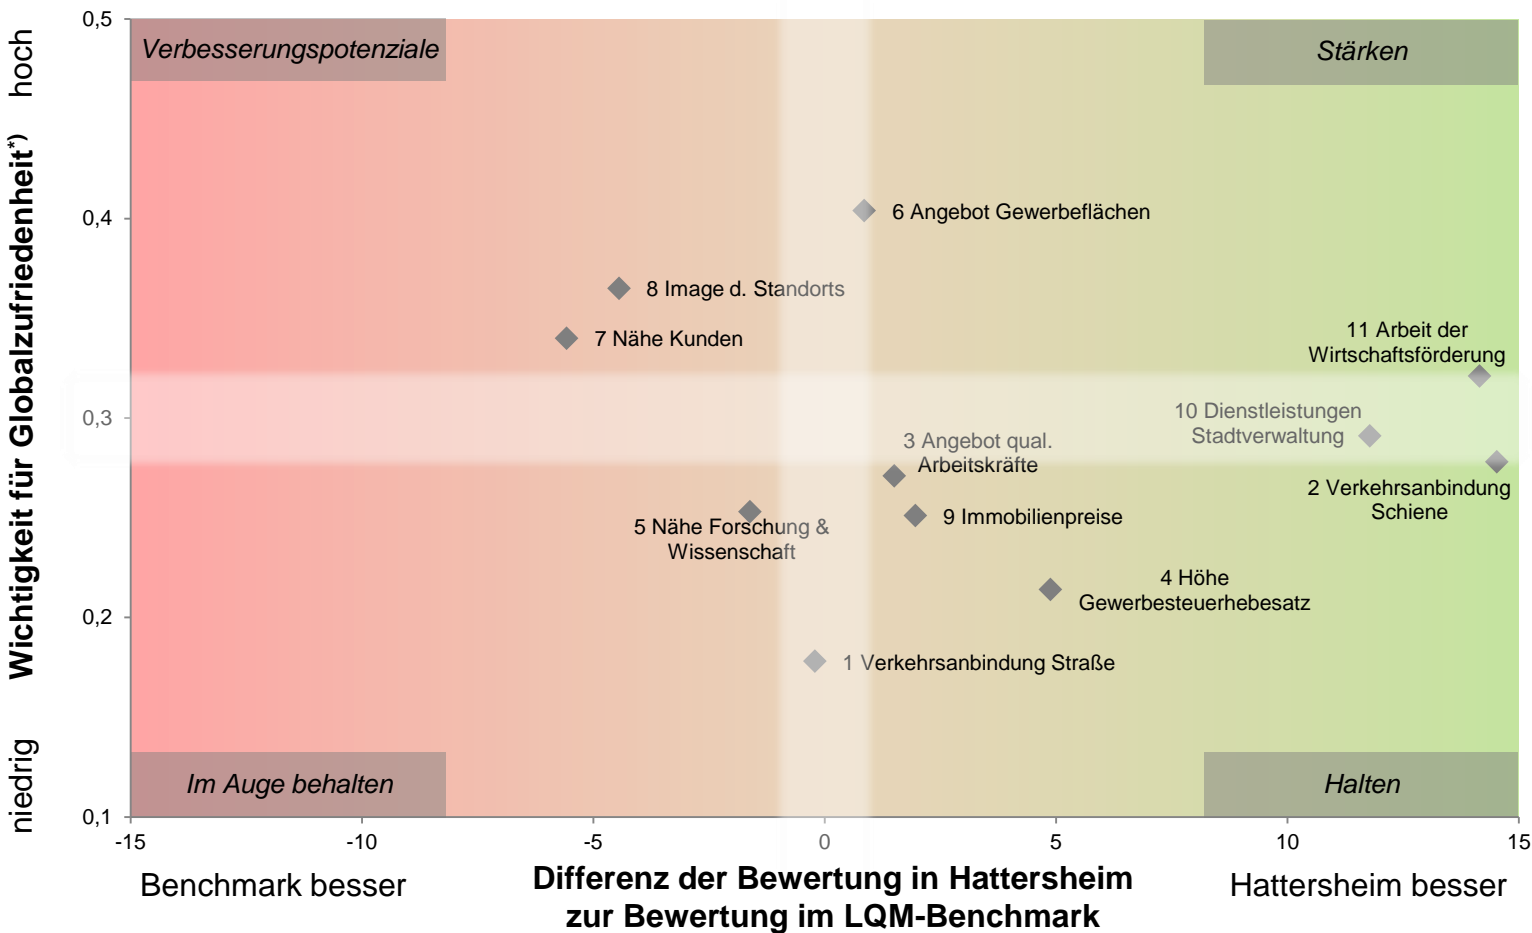 hoch
Wichtigkeit für Globalzufriedenheit*)
niedrig
0,5
0,4
0,3
0,2
0,1
Verbesserungspotenziale
Stärken
6 Angebot Gewerbeflächen
8 Image d. Standorts
7 Nähe Kunden
11 Arbeit der
Wirtschaftsförderung
10 Dienstleistungen
Stadtverwaltung
3 Angebot qual.
Arbeitskräfte
2 Verkehrsanbindung
Schiene
9 Immobilienpreise
5 Nähe Forschung &
Wissenschaft
4 Höhe
Gewerbesteuerhebesatz
1 Verkehrsanbindung Straße
Im Auge behalten
Halten
-15
-10
-5
0
5
10
15
Benchmark besser
Differenz der Bewertung in Hattersheim
zur Bewertung im LQM-Benchmark
Hattersheim besser